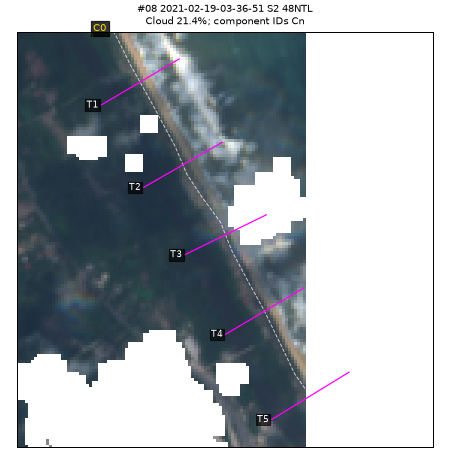 #08 2021-02-19-03-36-51 S2 48NTL
Cloud 21.4%; component IDs Cn
C0
T1
T2
T3
T4
T5